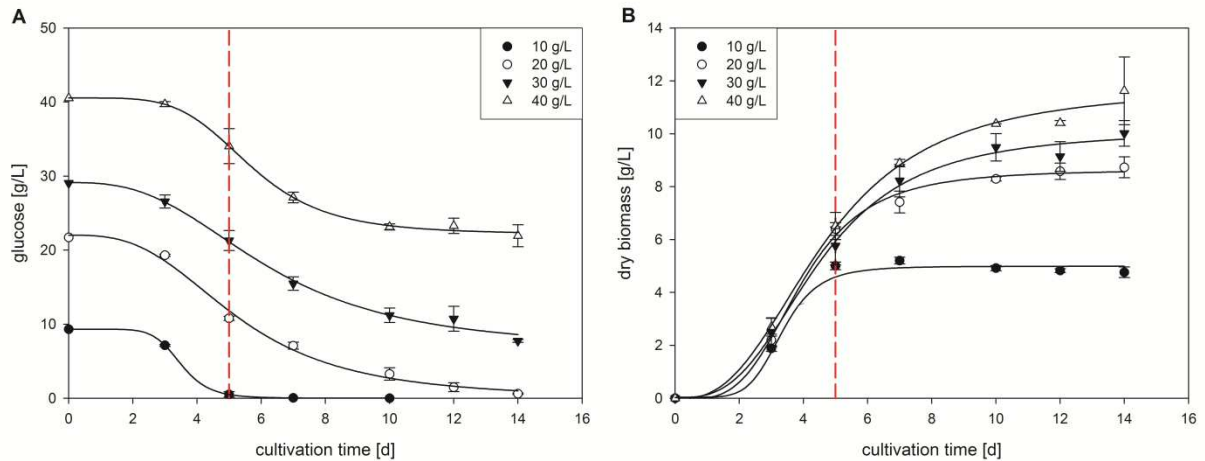 A
50
40
30
20
10
0
glucose [g/L]
0 2 4 6 8 10 12 14 16
cultivation time [d]
10 g/L
20 g/L
30 g/L
40 g/L
B
14
12
10
8
6
4
2
0
dry biomass [g/L]
0 2 4 6 8 10 12 14 16
cultivation time [d]
10 g/L
20 g/L
30 g/L
40 g/L